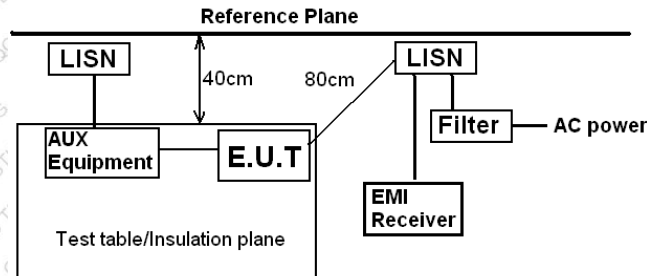 Reference Plane
LISN
40cm
80cm
LISN
Filter
AC power
AUX
Equipment
E.U.T
EMI
Receiver
Test table/Insulation plane